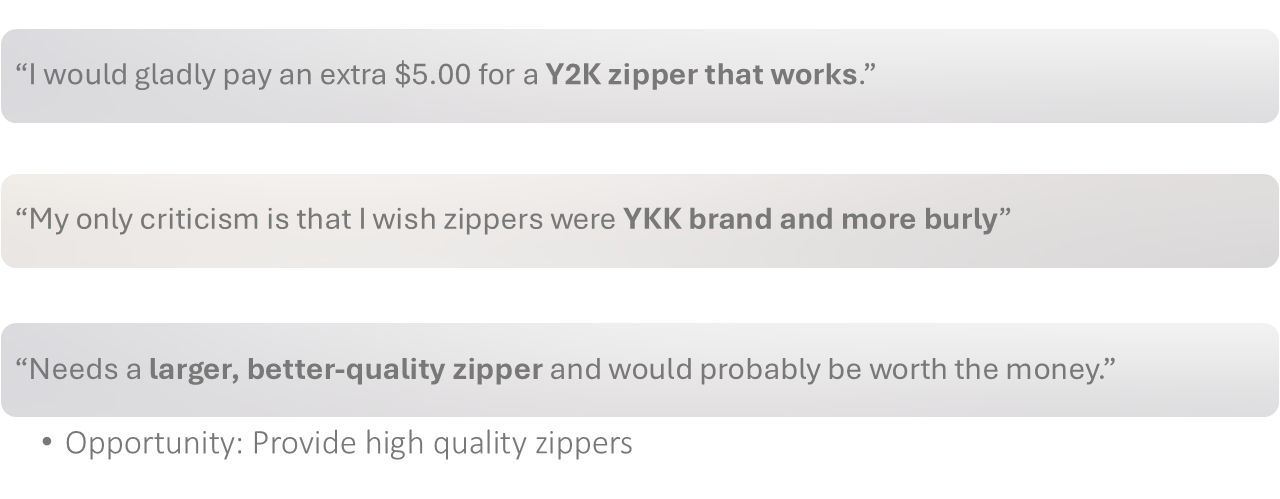 “I would gladly pay an extra $5.00 for a Y2K zipper that works.”
“My only criticism is that I wish zippers were YKK brand and more burly”
“Needs a larger, better-quality zipper and would probably be worth the money.”
• Opportunity: Provide high quality zippers